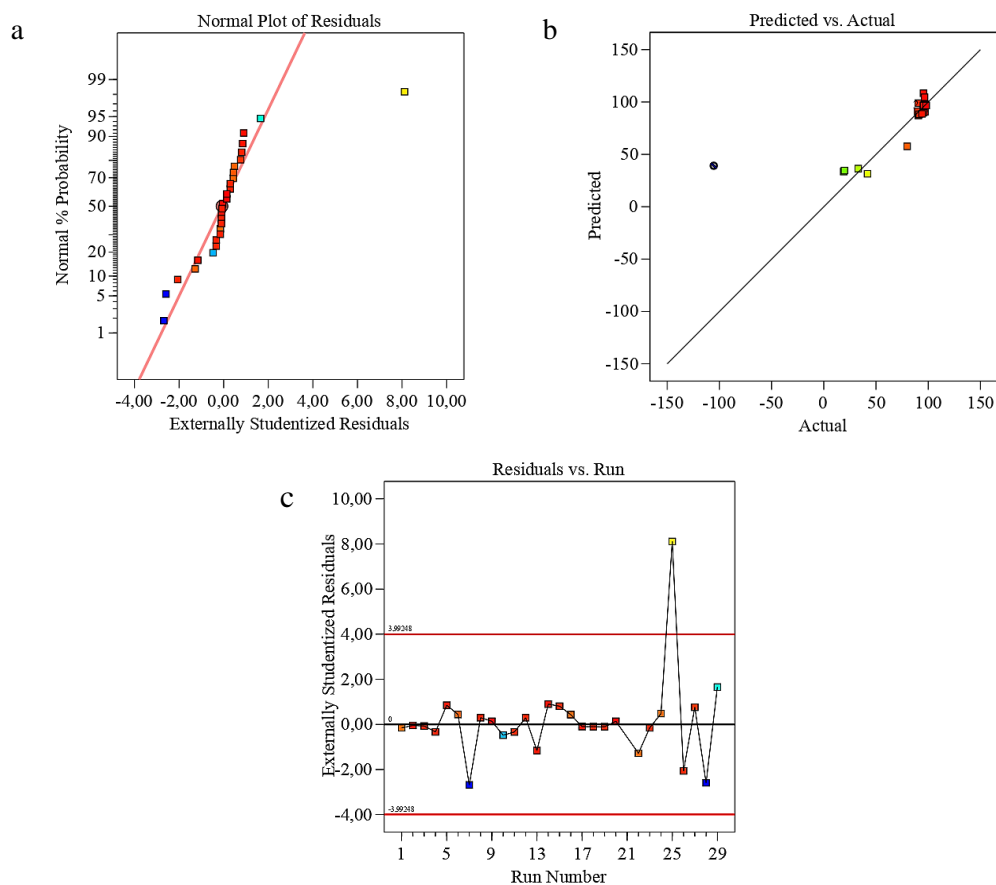 a
Normal Plot of Residuals
Normal % Probability
99
95
90
70
50
20
10
5
1
-4,00 -2,00 0,00 2,00 4,00 6,00 8,00 10,00
Externally Studentized Residuals
b
Predicted vs. Actual
Predicted
150
100
50
0
-50
-100
-150
-150 -100 -50 0 50 100 150
Actual
c
Residuals vs. Run
Externally Studentized Residuals
10,00
8,00
6,00
4,00
3.99248
2,00
0,00
0
-2,00
-4,00
-3.99248
1 5 9 13 17 21 25 29
Run Number